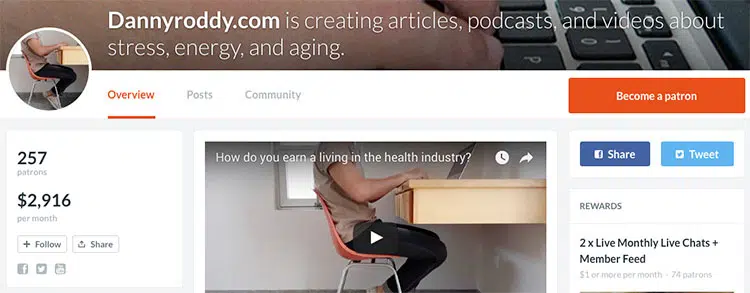 Dannyroddy.com is creating articles, podcasts, and videos about
stress, energy, and aging.
Overview
Posts
Community
Become a patron
257
patrons
$2,916
per month
Follow
Share
How do you earn a living in the health industry?
Share
Tweet
REWARDS
2 x Live Monthly Live Chats +
Member Feed
$1 or more per month · 74 patrons